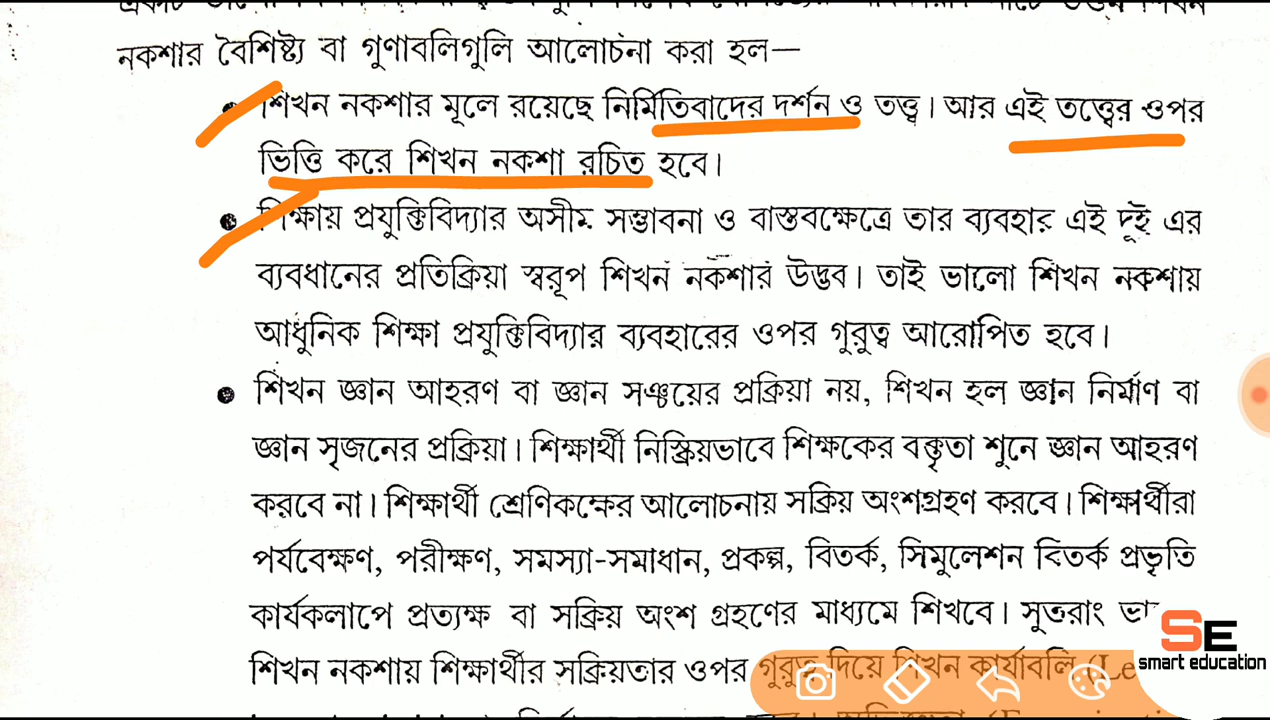 নকশার বৈশিষ্ট্য বা গুণাবলিগুলি আলোচনা করা হল—
শিখন নকশার মূলে রয়েছে নির্মিতিবাদের দর্শন ও তত্ত্ব। আর এই তত্ত্বের ওপর
ভিত্তি করে শিখন নকশা রচিত হবে।
শিক্ষায় প্রযুক্তিবিদ্যার অসীম সম্ভাবনা ও বাস্তবক্ষেত্রে তার ব্যবহার এই দুই এর
ব্যবধানের প্রতিক্রিয়া স্বরূপ শিখন নকশার উদ্ভব। তাই ভালো শিখন নকশায়
আধুনিক শিক্ষা প্রযুক্তিবিদ্যার ব্যবহারের ওপর গুরুত্ব আরোপিত হবে।
শিখন জ্ঞান আহরণ বা জ্ঞান সঞ্চয়ের প্রক্রিয়া নয়, শিখন হল জ্ঞান নির্মাণ বা
জ্ঞান সৃজনের প্রক্রিয়া। শিক্ষার্থী নিস্ক্রিয়ভাবে শিক্ষকের বক্তৃতা শুনে জ্ঞান আহরণ
করবে না। শিক্ষার্থী শ্রেণিকক্ষের আলোচনায় সক্রিয় অংশগ্রহণ করবে। শিক্ষার্থীরা
পর্যবেক্ষণ, পরীক্ষণ, সমস্যা-সমাধান, প্রকল্প, বিতর্ক, সিমুলেশন বিতর্ক প্রভৃতি
কার্যকলাপে প্রত্যক্ষ বা সক্রিয় অংশ গ্রহণের মাধ্যমে শিখবে। সুতরাং
শিখন নকশায় শিক্ষার্থীর সক্রিয়তার ওপর গুরুত্ব দিয়ে শিখন কার্যাবলি (Le
SE
smart education